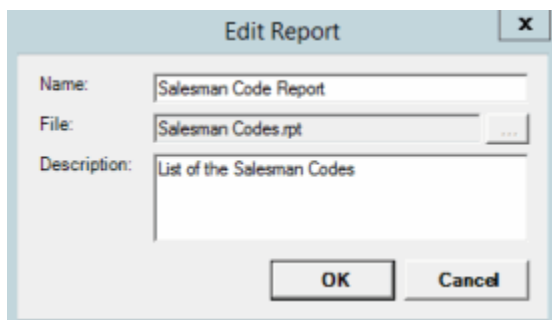 Edit Report
x
Name: Salesman Code Report
File: Salesman Codes.rpt ...
Description: List of the Salesman Codes
OK Cancel